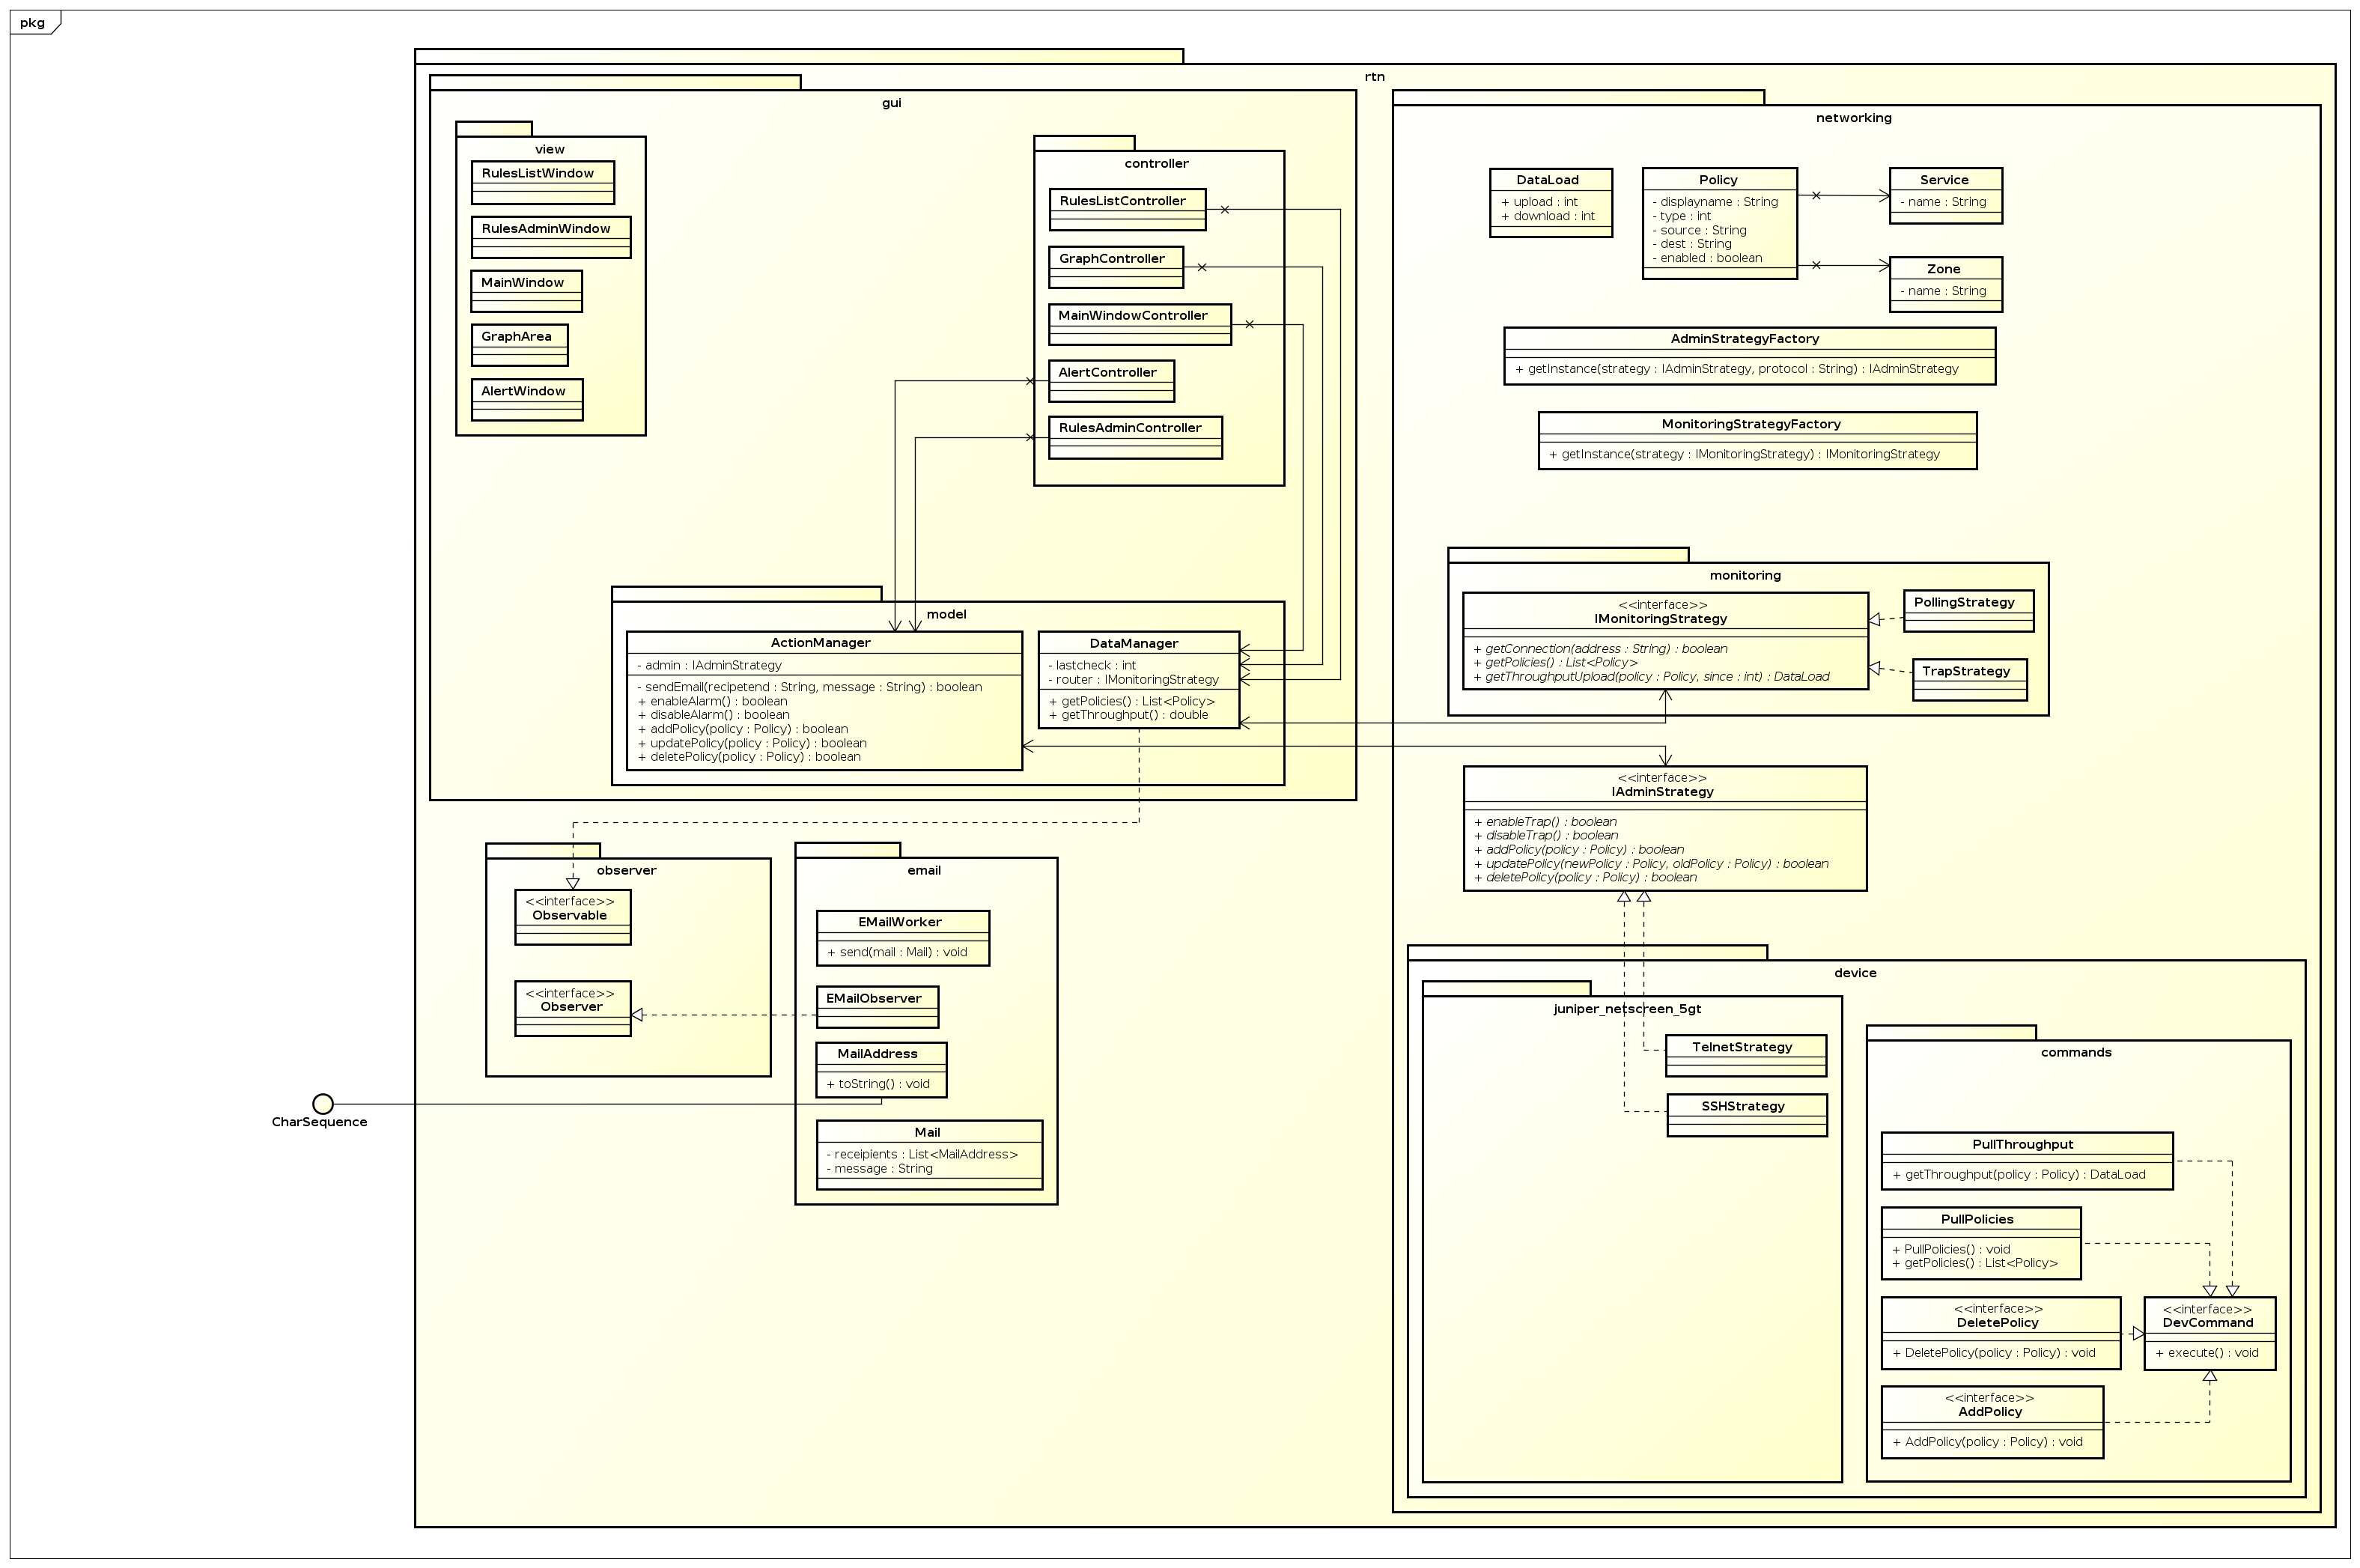 pkg
rtn
gui
view
RulesListWindow
RulesAdminWindow
MainWindow
GraphArea
AlertWindow
controller
RulesListController
GraphController
MainWindowController
AlertController
RulesAdminController
model
ActionManager
- admin : IAdminStrategy
- sendEmail(recipetend : String, message : String) : boolean
+ enableAlarm() : boolean
+ disableAlarm() : boolean
+ addPolicy(policy : Policy) : boolean
+ updatePolicy(policy : Policy) : boolean
+ deletePolicy(policy : Policy) : boolean
DataManager
- lastcheck : int
- router : IMonitoringStrategy
+ getPolicies() : List<Policy>
+ getThroughput() : double
observer
<<interface>>
Observable
<<interface>>
Observer
email
EMailWorker
+ send(mail : Mail) : void
EMailObserver
MailAddress
+ toString() : void
Mail
- receipients : List<MailAddress>
- message : String
CharSequence
networking
DataLoad
+ upload : int
+ download : int
Policy
- displayname : String
- type : int
- source : String
- dest : String
- enabled : boolean
Service
- name : String
Zone
- name : String
AdminStrategyFactory
+ getInstance(strategy : IAdminStrategy, protocol : String) : IAdminStrategy
MonitoringStrategyFactory
+ getInstance(strategy : IMonitoringStrategy) : IMonitoringStrategy
monitoring
<<interface>>
IMonitoringStrategy
+ getConnection(address : String) : boolean
+ getPolicies() : List<Policy>
+ getThroughputUpload(policy : Policy, since : int) : DataLoad
PollingStrategy
TrapStrategy
<<interface>>
IAdminStrategy
+ enableTrap() : boolean
+ disableTrap() : boolean
+ addPolicy(policy : Policy) : boolean
+ updatePolicy(newPolicy : Policy, oldPolicy : Policy) : boolean
+ deletePolicy(policy : Policy) : boolean
device
juniper_netscreen_5gt
TelnetStrategy
SSHStrategy
commands
PullThroughput
+ getThroughput(policy : Policy) : DataLoad
PullPolicies
+ PullPolicies() : void
+ getPolicies() : List<Policy>
<<interface>>
DeletePolicy
+ DeletePolicy(policy : Policy) : void
<<interface>>
DevCommand
+ execute() : void
<<interface>>
AddPolicy
+ AddPolicy(policy : Policy) : void